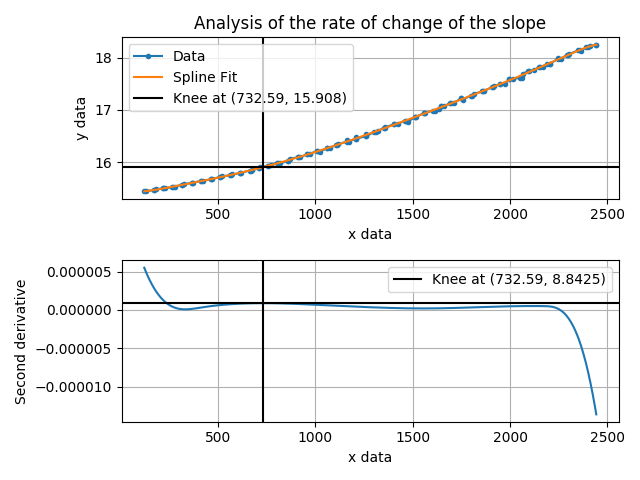 Analysis of the rate of change of the slope
Data
Spline Fit
Knee at (732.59, 15.908)
18
17
16
y data
500
1000
1500
2000
2500
x data
Knee at (732.59, 8.8425)
0.000005
0.000000
−0.000005
−0.000010
Second derivative
500
1000
1500
2000
2500
x data